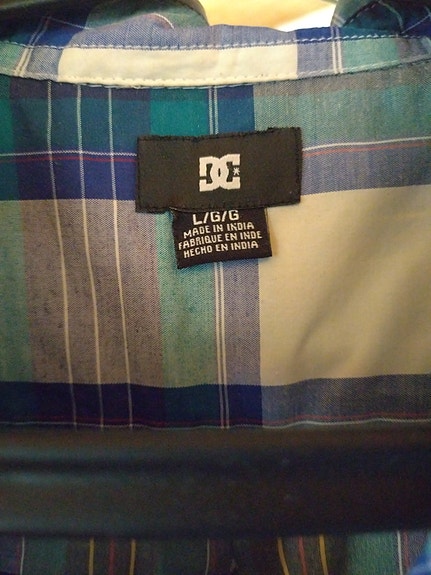 DC
L/G/G
MADE IN INDIA
FABRIQUE EN INDE
HECHO EN INDIA